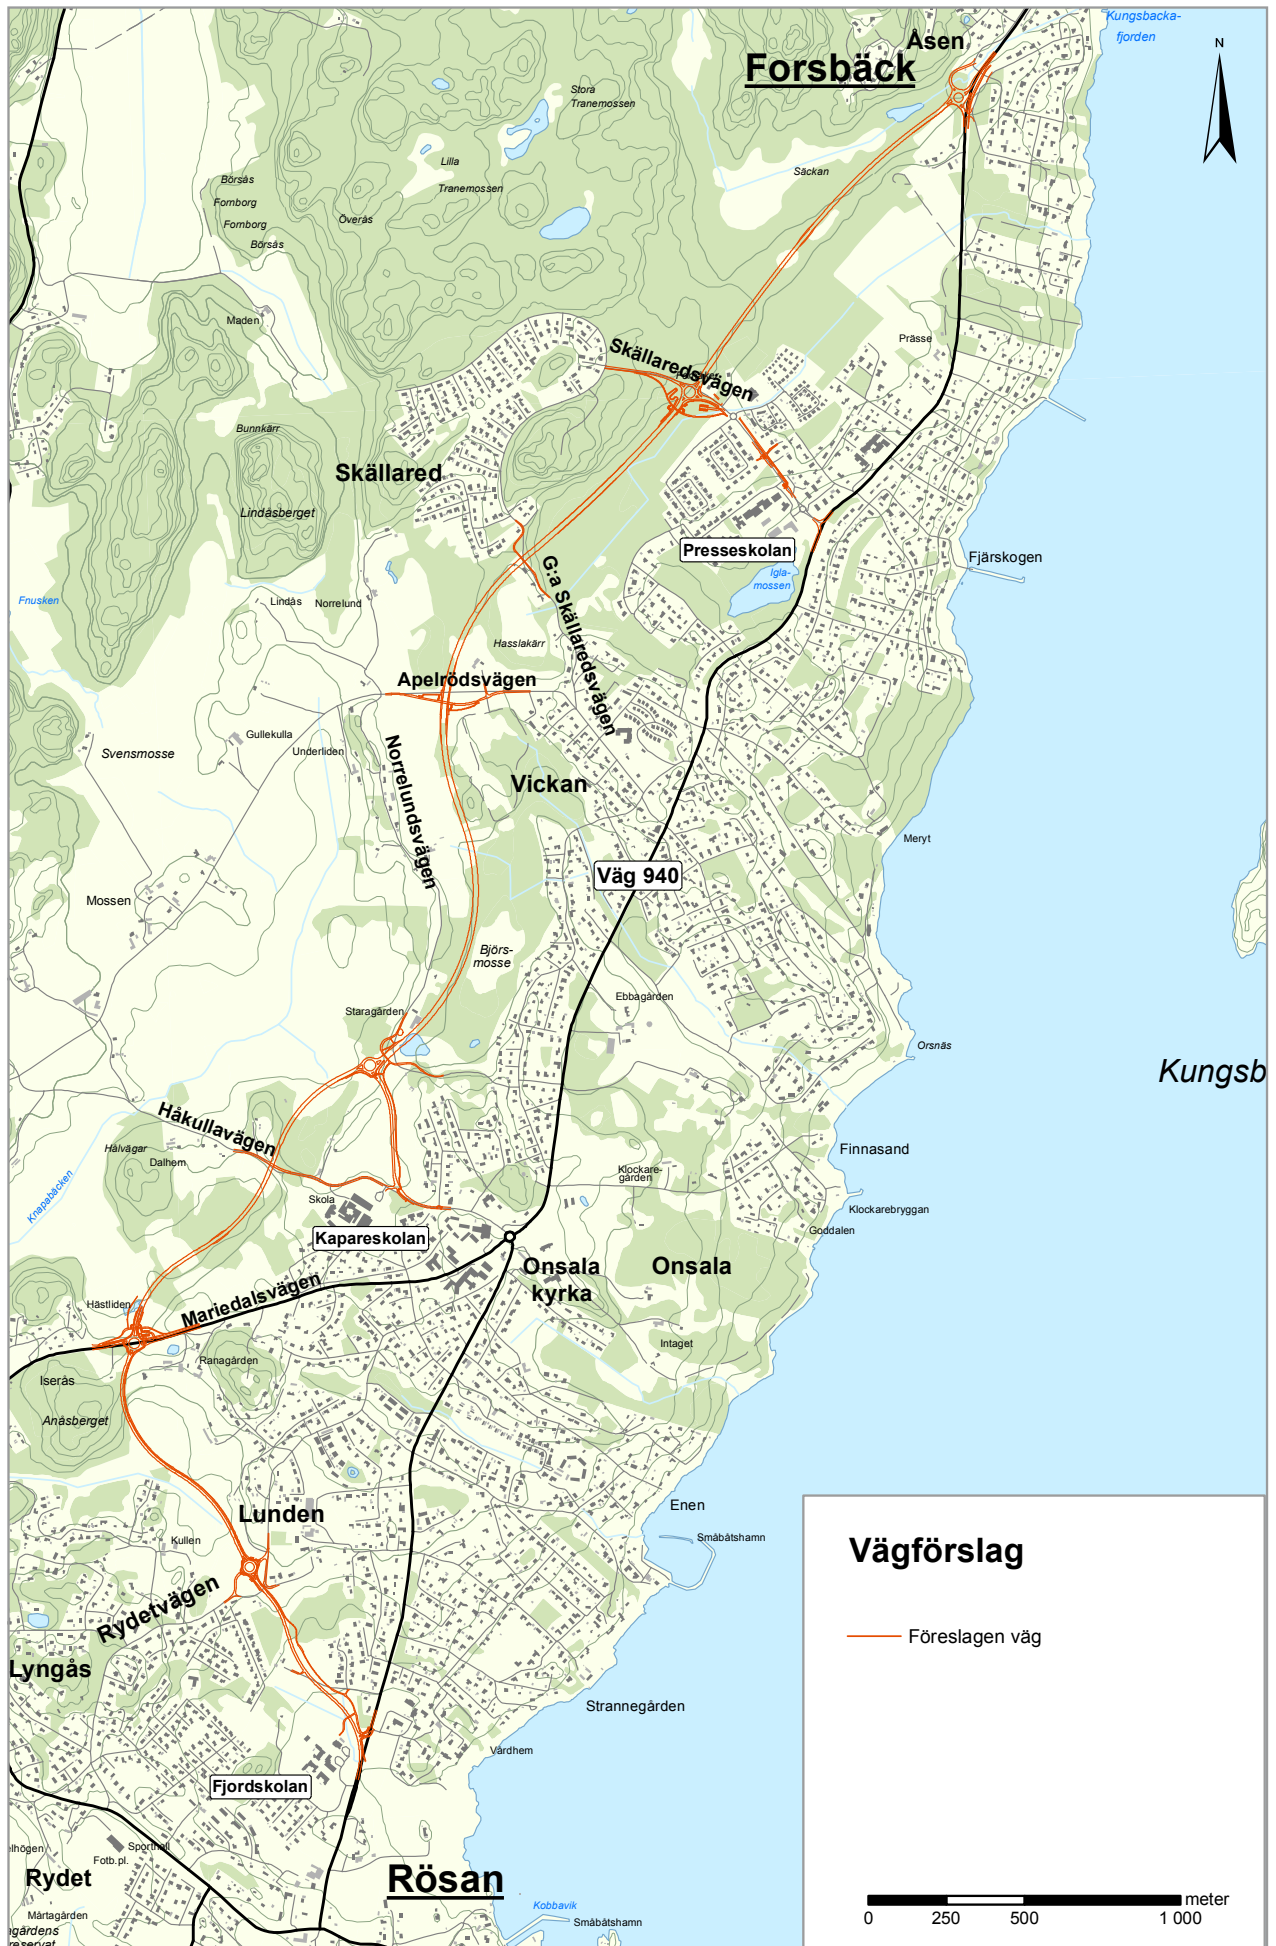 Kungsbacka-
fjorden
Åsen
Forsbäck
N
Stora
Tranemossen
Lilla
Tranemossen
Säckan
Börsås
Fornborg
Fornborg
Börsås
Överås
Maden
Prässe
Skällaredsvägen
Bunnkärr
Skällared
Lindåsberget
Presseskolan
Igla-
mossen
Fjärskogen
G:a Skällaredsvägen
Fnusken
Lindås
Norrelund
Hasslakärr
Apelrödsvägen
Gullekulla
Underliden
Svensmosse
Norrelundsvägen
Vickan
Meryt
Väg 940
Mossen
Björs-
mosse
Ebbagården
Staragården
Orsnäs
Kungsb
Håkullavägen
Hålvägar
Dalhem
Knapabäcken
Finnasand
Klockare-
gården
Skola
Klockarebryggan
Goddalen
Kapareskolan
Onsala
kyrka
Onsala
Hästliden
Mariedalsvägen
Intaget
Ranagården
Iserås
Anåsberget
Enen
Småbåtshamn
Lunden
Kullen
Rydetvägen
Lyngås
Vägförslag
Föreslagen väg
Strannegården
Vårdhem
Fjordskolan
elhögen
Sporthall
Fotb.pl.
Rydet
Rösan
Mårtagården
gårdens
reservat
Kobbavik
Småbåtshamn
meter
0 250 500 1 000